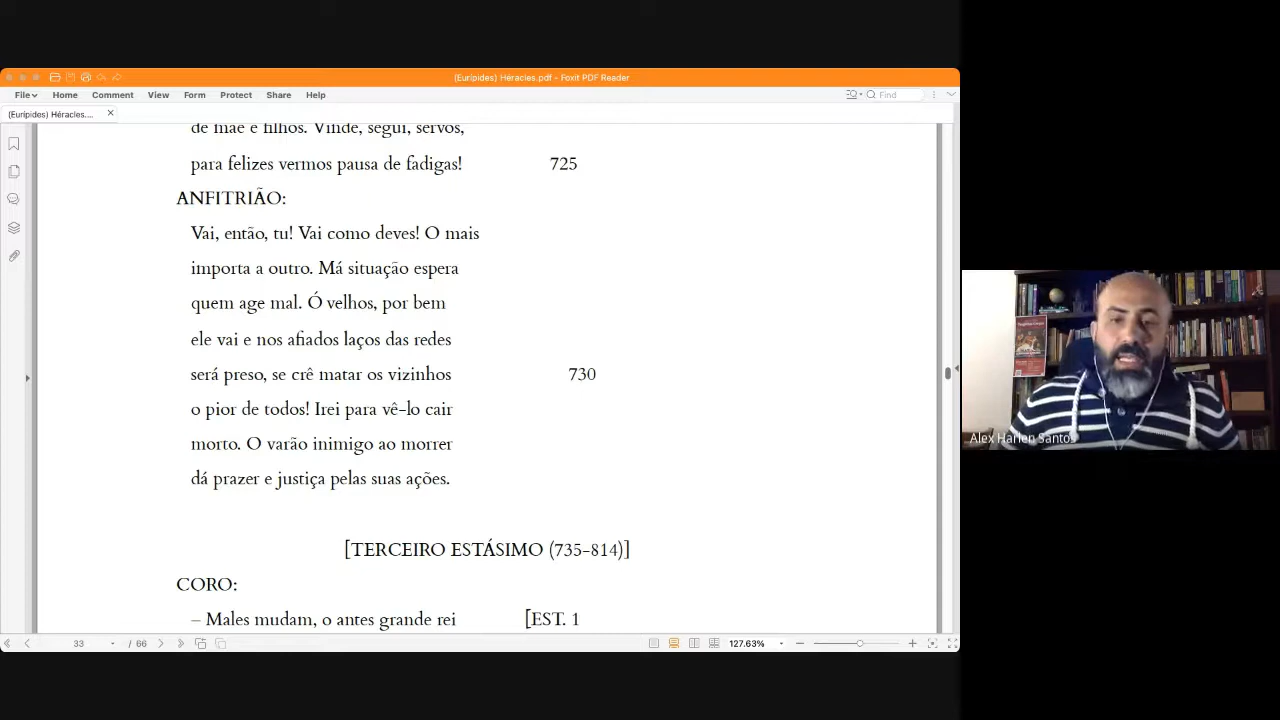 (Eurípides) Héracles.pdf - Foxit PDF Reader
File Home Comment View Form Protect Share Help Find
(Eurípides) Héracles....
de mãe e filhos. Vinde, segui, servos,
para felizes vermos pausa de fadigas! 725
ANFITRIÃO:
Vai, então, tu! Vai como deves! O mais
importa a outro. Má situação espera
quem age mal. Ó velhos, por bem
ele vai e nos afiados laços das redes
será preso, se crê matar os vizinhos 730
o pior de todos! Irei para vê-lo cair
morto. O varão inimigo ao morrer
dá prazer e justiça pelas suas ações.
[TERCEIRO ESTÁSIMO (735-814)]
CORO:
– Males mudam, o antes grande rei [EST. 1
33 / 66 127.63%
Alex Harlen Santos